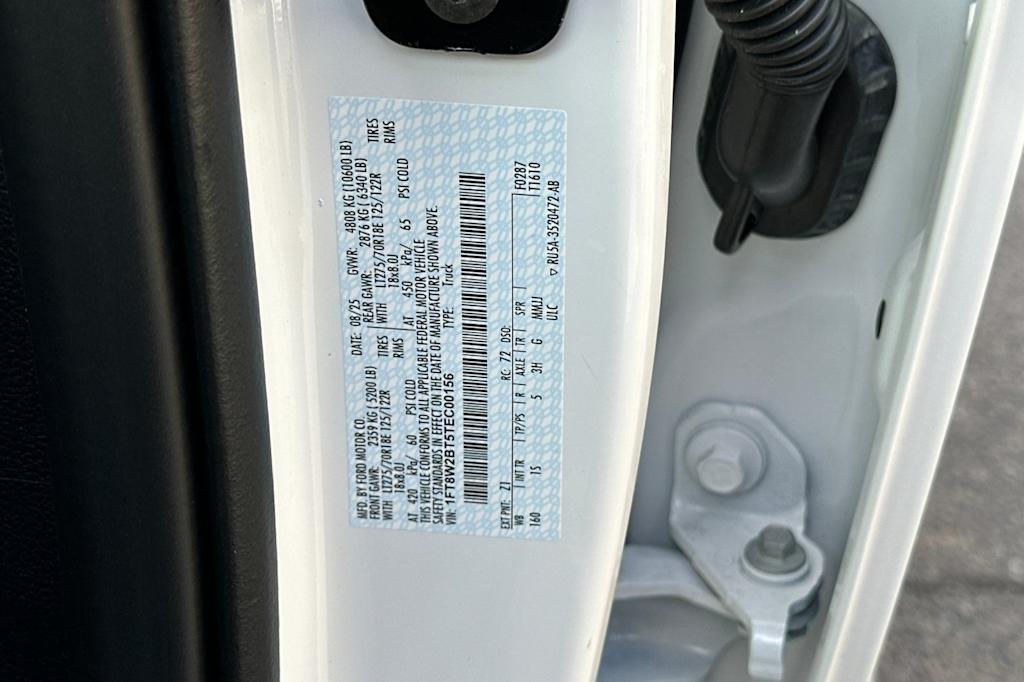 MFD. BY FORD MOTOR CO.
DATE: 08/25 GVWR: 4808 KG (10600 LB)
FRONT GAWR: 2359 KG (5200 LB) REAR GAWR: 2876 KG (6340 LB)
WITH LT275/70R18E 125/122R TIRES WITH LT275/70R18E 125/122R TIRES
18x8.0J RIMS 18x8.0J RIMS
AT 420 kPa/ 60 PSI COLD AT 450 kPa/ 65 PSI COLD
THIS VEHICLE CONFORMS TO ALL APPLICABLE FEDERAL MOTOR VEHICLE
SAFETY STANDARDS IN EFFECT ON THE DATE OF MANUFACTURE SHOWN ABOVE.
VIN: 1FT8W2BT5TEC00156 TYPE: Truck
EXT PNT: Z1 RC: 72 DSO: F0287
WB INT TR TP/PS R AXLE TR SPR T1610
160 TS 5 3H G MMJJ
ULC ▽ RU5A-3520472-AB